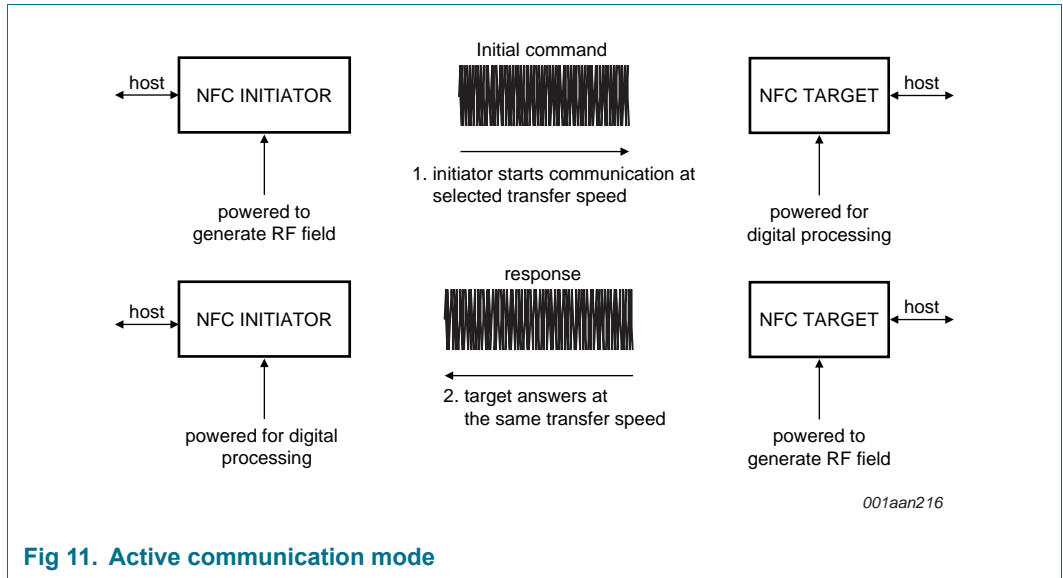 Initial command
host
NFC INITIATOR
NFC TARGET
host
1. initiator starts communication at
selected transfer speed
powered to
generate RF field
powered for
digital processing
response
host
NFC INITIATOR
NFC TARGET
host
2. target answers at
the same transfer speed
powered for digital
processing
powered to
generate RF field
001aan216
Fig 11. Active communication mode